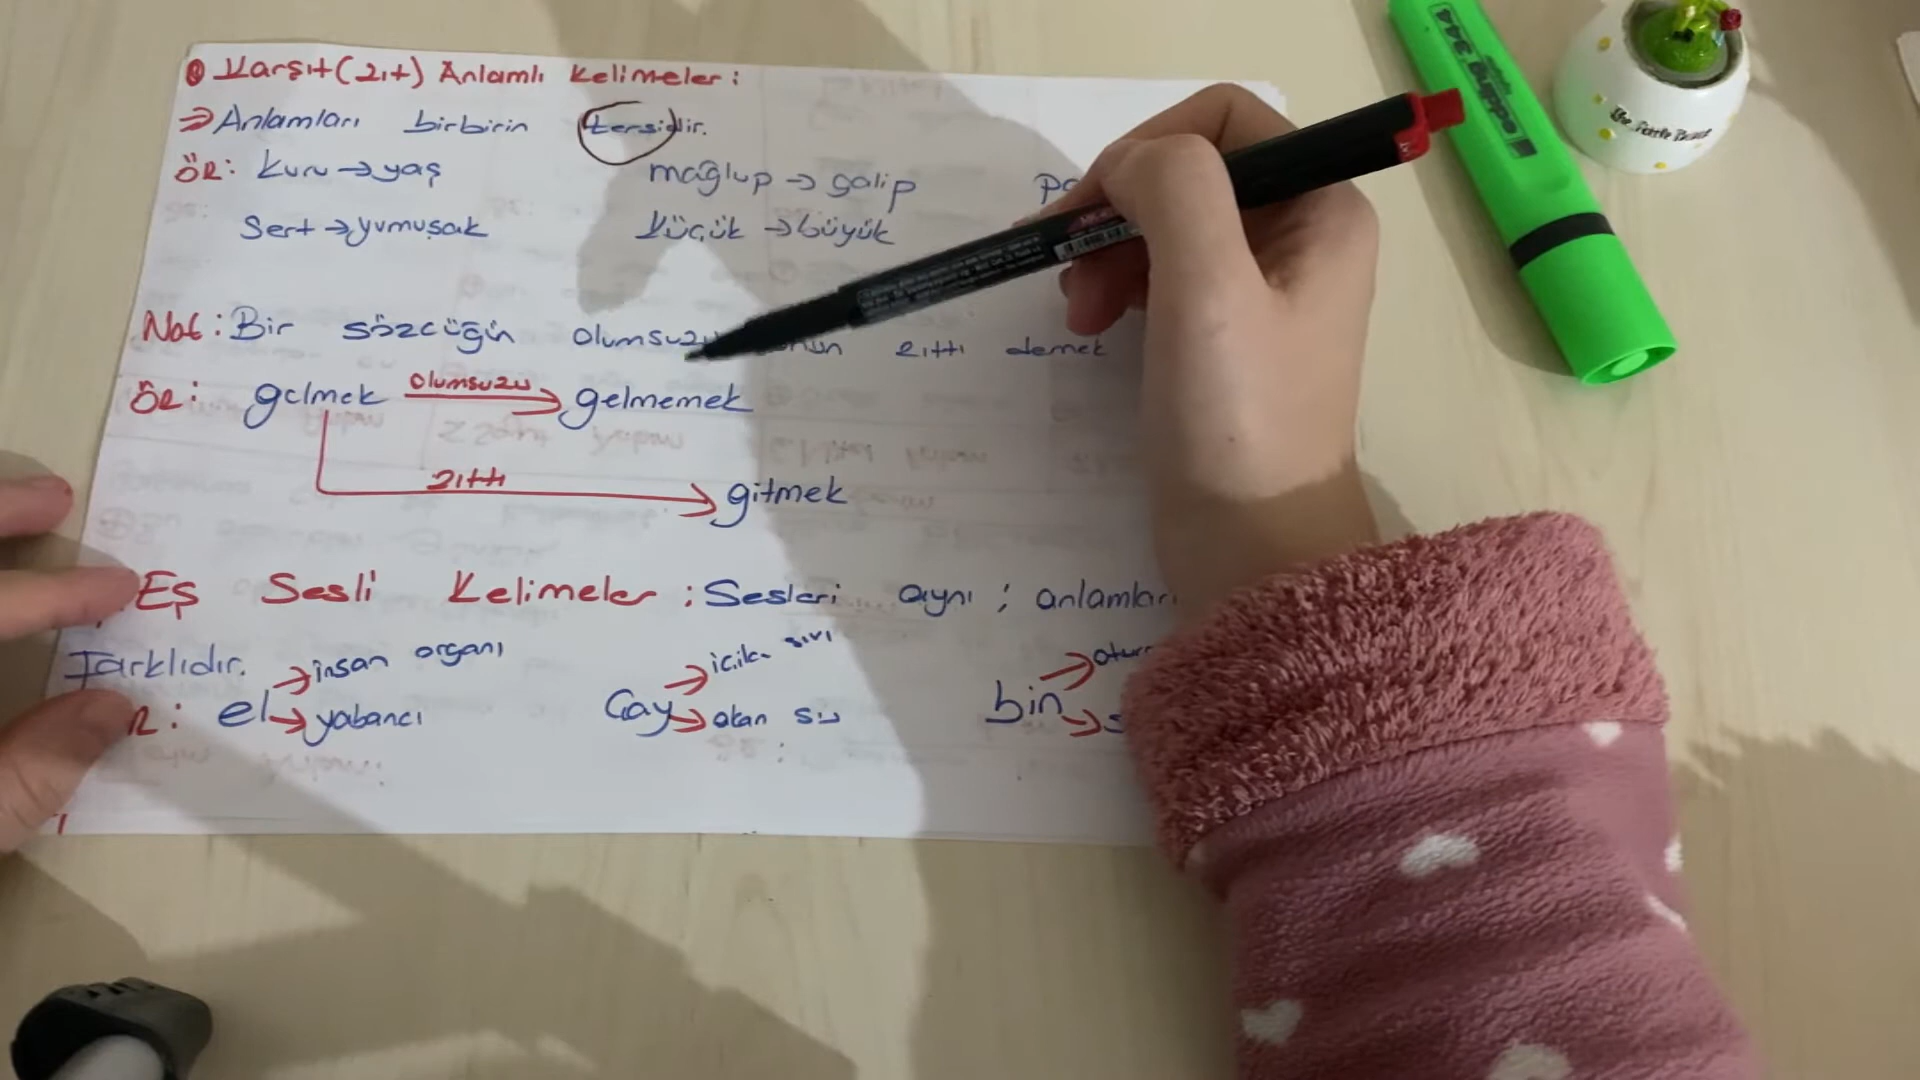 Karşıt (Zıt) Anlamlı Kelimeler:
⇒ Anlamları birbirin tersidir.
ÖR: Kuru → yaş mağlup → galip
Sert → yumuşak Küçük → büyük
Not: Bir sözcüğün olumsuzu zıttı demek
ÖR: gelmek olumsuzu gelmemek
zıttı gitmek
Eş Sesli Kelimeler: Sesleri aynı; anlamları
farklıdır.
el → insan organı
→ yabancı
Çay → sıvı
→ akan su
bin
edding 344